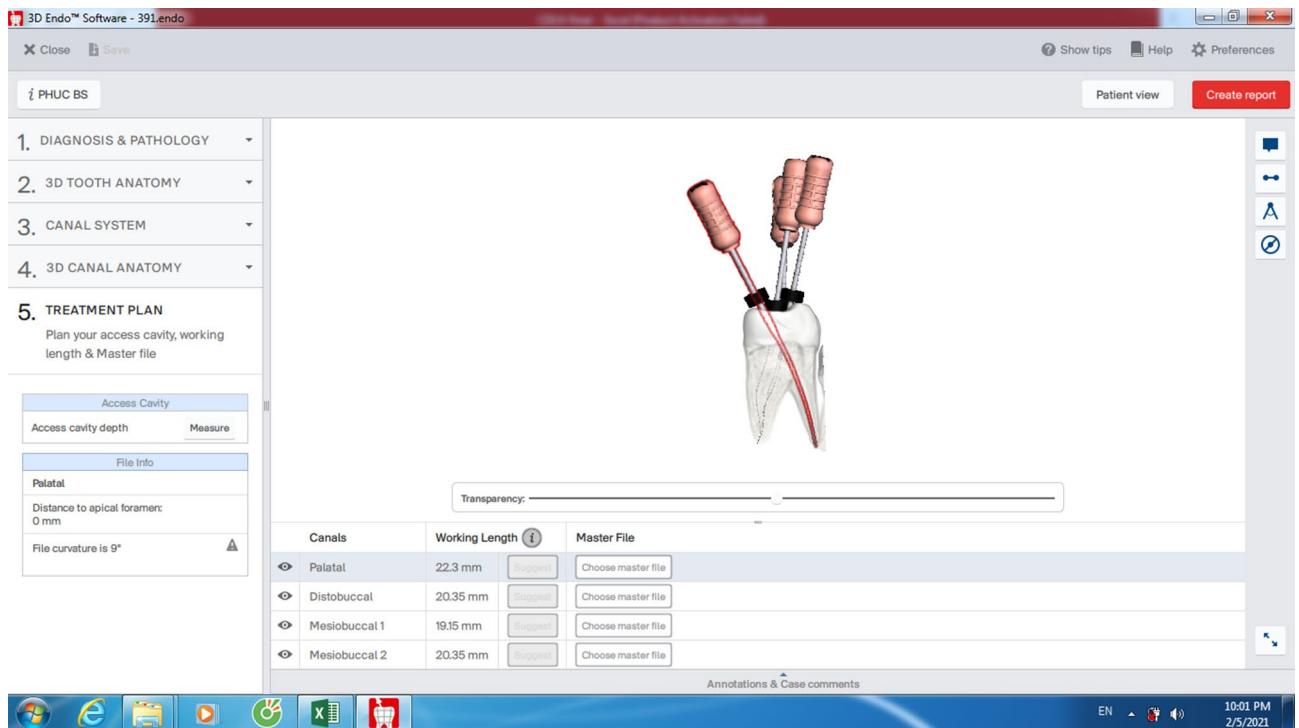 3D Endo™ Software - 391.endo
Close Save Show tips Help Preferences
i PHUC BS Patient view Create report
1. DIAGNOSIS & PATHOLOGY
2. 3D TOOTH ANATOMY
3. CANAL SYSTEM
4. 3D CANAL ANATOMY
5. TREATMENT PLAN
Plan your access cavity, working
length & Master file
Access Cavity
Access cavity depth Measure
File Info
Palatal
Distance to apical foramen:
0 mm
File curvature is 9°
Transparency:
Canals Working Length i Master File
Palatal 22.3 mm Suggest Choose master file
Distobuccal 20.35 mm Suggest Choose master file
Mesiobuccal 1 19.15 mm Suggest Choose master file
Mesiobuccal 2 20.35 mm Suggest Choose master file
Annotations & Case comments
EN 10:01 PM
2/5/2021